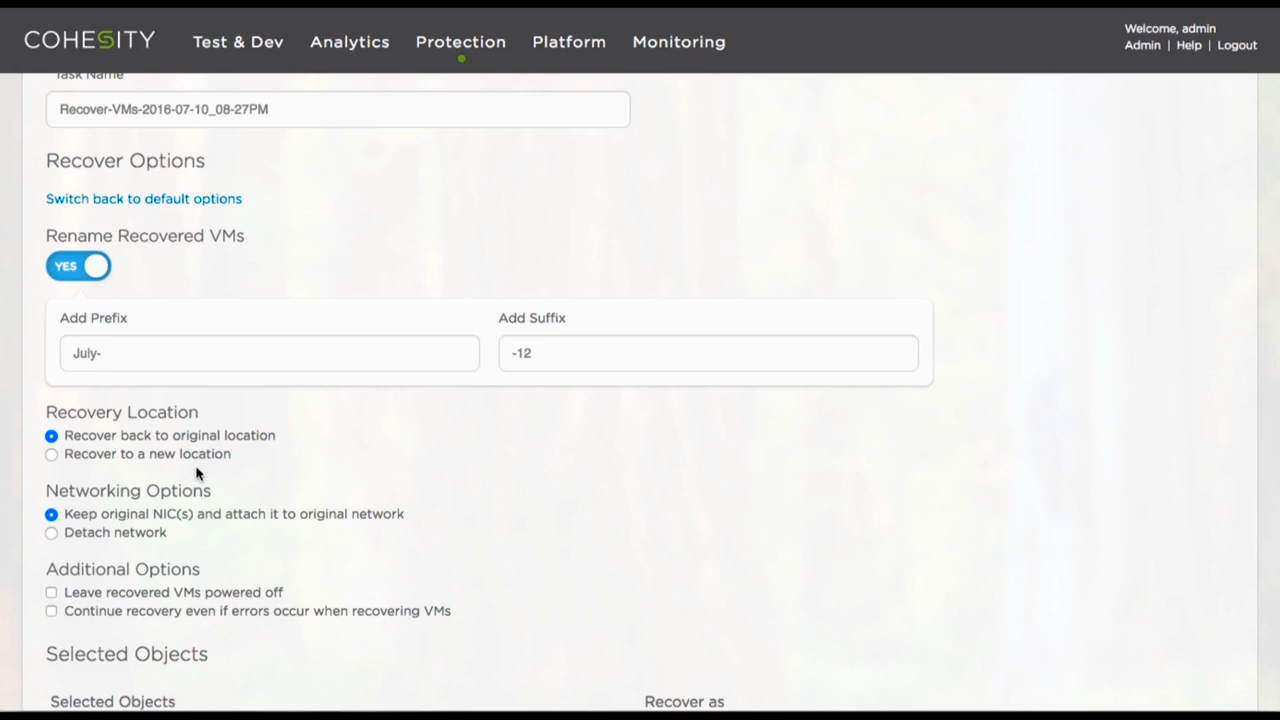 COHESITY Test & Dev Analytics Protection Platform Monitoring
Welcome, admin
Admin | Help | Logout
Task Name
Recover-VMs-2016-07-10_08-27PM
Recover Options
Switch back to default options
Rename Recovered VMs
YES
Add Prefix Add Suffix
July- -12
Recovery Location
Recover back to original location
Recover to a new location
Networking Options
Keep original NIC(s) and attach it to original network
Detach network
Additional Options
Leave recovered VMs powered off
Continue recovery even if errors occur when recovering VMs
Selected Objects
Selected Objects Recover as